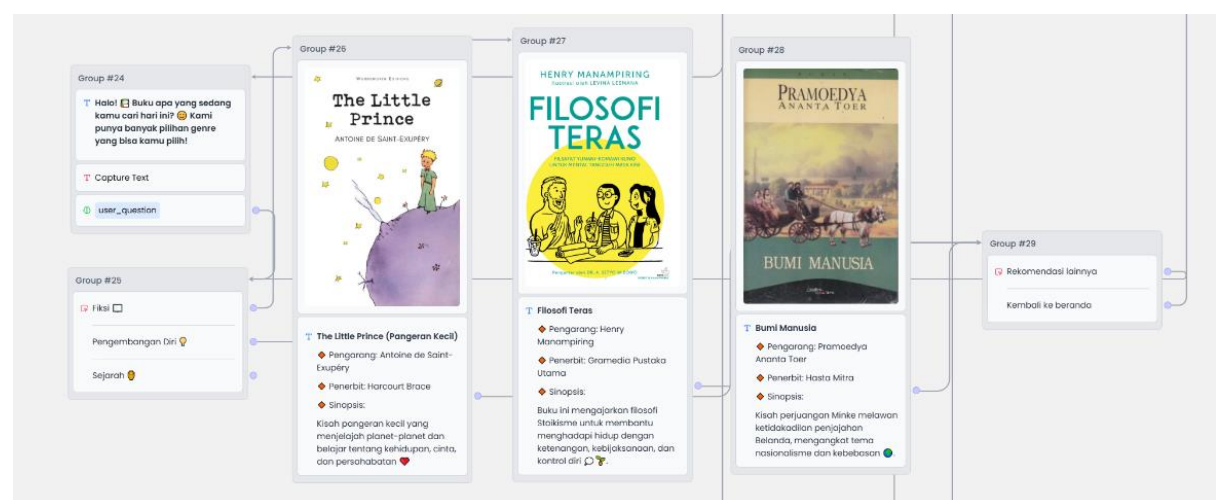 Group #24
Halo! Buku apa yang sedang
kamu cari hari ini? 😊 Kami
punya banyak pilihan genre
yang bisa kamu pilih!
Capture Text
user_question
Group #25
Fiksi
Pengembangan Diri 💡
Sejarah
Group #26
The Little
Prince
ANTOINE DE SAINT-EXUPÉRY
The Little Prince (Pangeran Kecil)
🔶 Pengarang: Antoine de Saint-
Exupéry
🔶 Penerbit: Harcourt Brace
🔶 Sinopsis:
Kisah pangeran kecil yang
menjelajah planet-planet dan
belajar tentang kehidupan, cinta,
dan persahabatan ❤️
Group #27
HENRY MANAMPIRING
FILOSOFI
TERAS
Filosofi Teras
🔶 Pengarang: Henry
Manampiring
🔶 Penerbit: Gramedia Pustaka
Utama
🔶 Sinopsis:
Buku ini mengajarkan filosofi
Stoikisme untuk membantu
menghadapi hidup dengan
ketenangan, kebijaksanaan, dan
kontrol diri 💭🌱.
Group #28
PRAMOEDYA
ANANTA TOER
BUMI MANUSIA
Bumi Manusia
🔶 Pengarang: Pramoedya
Ananta Toer
🔶 Penerbit: Hasta Mitra
🔶 Sinopsis:
Kisah perjuangan Minke melawan
ketidakadilan penjajahan
Belanda, mengangkat tema
nasionalisme dan kebebasan 🌍.
Group #29
Rekomendasi lainnya
Kembali ke beranda